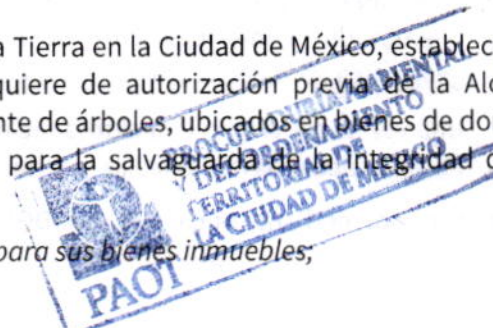 a Tierra en la Ciudad de México, establec
quiere de autorización previa de la Alc
nte de árboles, ubicados en bienes de do
para la salvaguarda de la integridad d
para sus bienes inmuebles;
PROCURADURÍA AMBIENTAL
Y DEL ORDENAMIENTO
TERRITORIAL DE
LA CIUDAD DE MÉXICO
PAOT